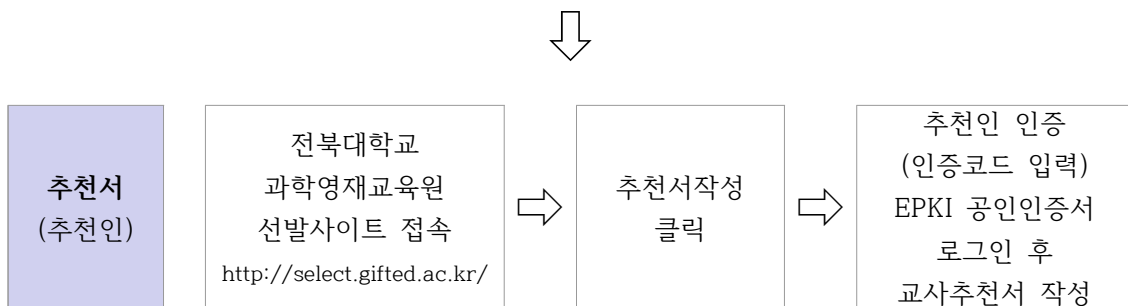 추천서
(추천인)
전북대학교
과학영재교육원
선발사이트 접속
http://select.gifted.ac.kr/
추천서작성
클릭
추천인 인증
(인증코드 입력)
EPKI 공인인증서
로그인 후
교사추천서 작성